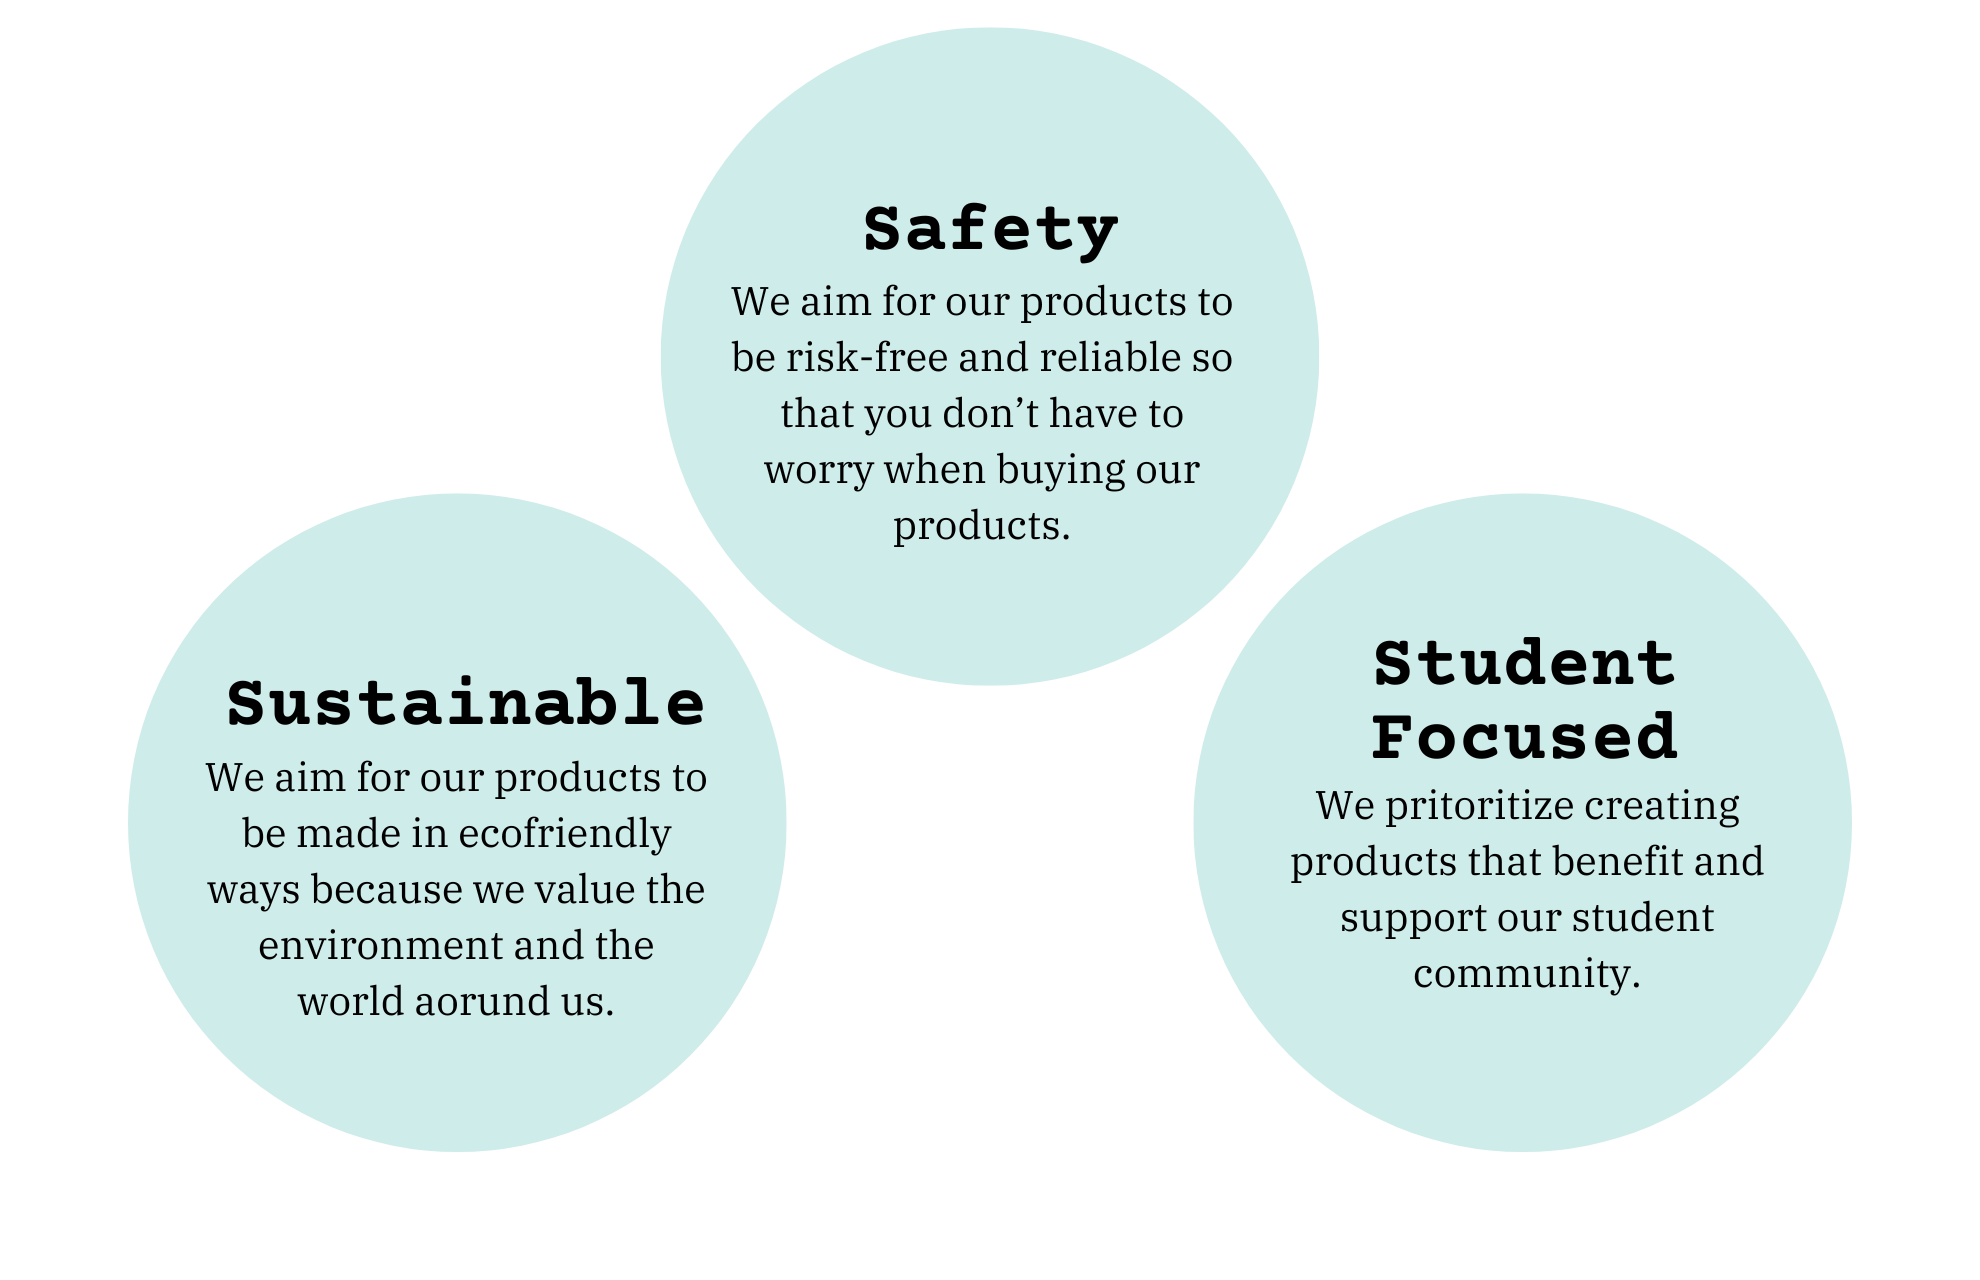 Safety
We aim for our products to
be risk-free and reliable so
that you don’t have to
worry when buying our
products.
Sustainable
We aim for our products to
be made in ecofriendly
ways because we value the
environment and the
world aorund us.
Student
Focused
We pritoritize creating
products that benefit and
support our student
community.